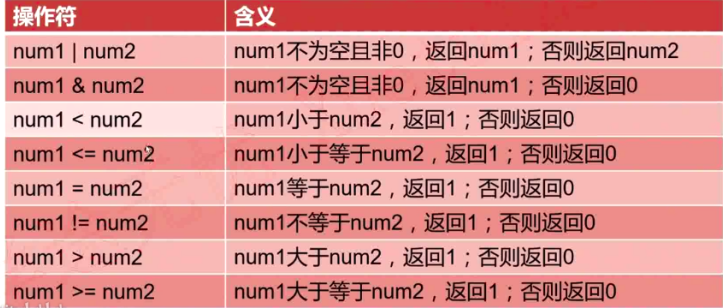 操作符 含义
num1 | num2 num1不为空且非0，返回num1；否则返回num2
num1 & num2 num1不为空且非0，返回num1；否则返回0
num1 < num2 num1小于num2，返回1；否则返回0
num1 <= num2 num1小于等于num2，返回1；否则返回0
num1 = num2 num1等于num2，返回1；否则返回0
num1 != num2 num1不等于num2，返回1；否则返回0
num1 > num2 num1大于num2，返回1；否则返回0
num1 >= num2 num1大于等于num2，返回1；否则返回0